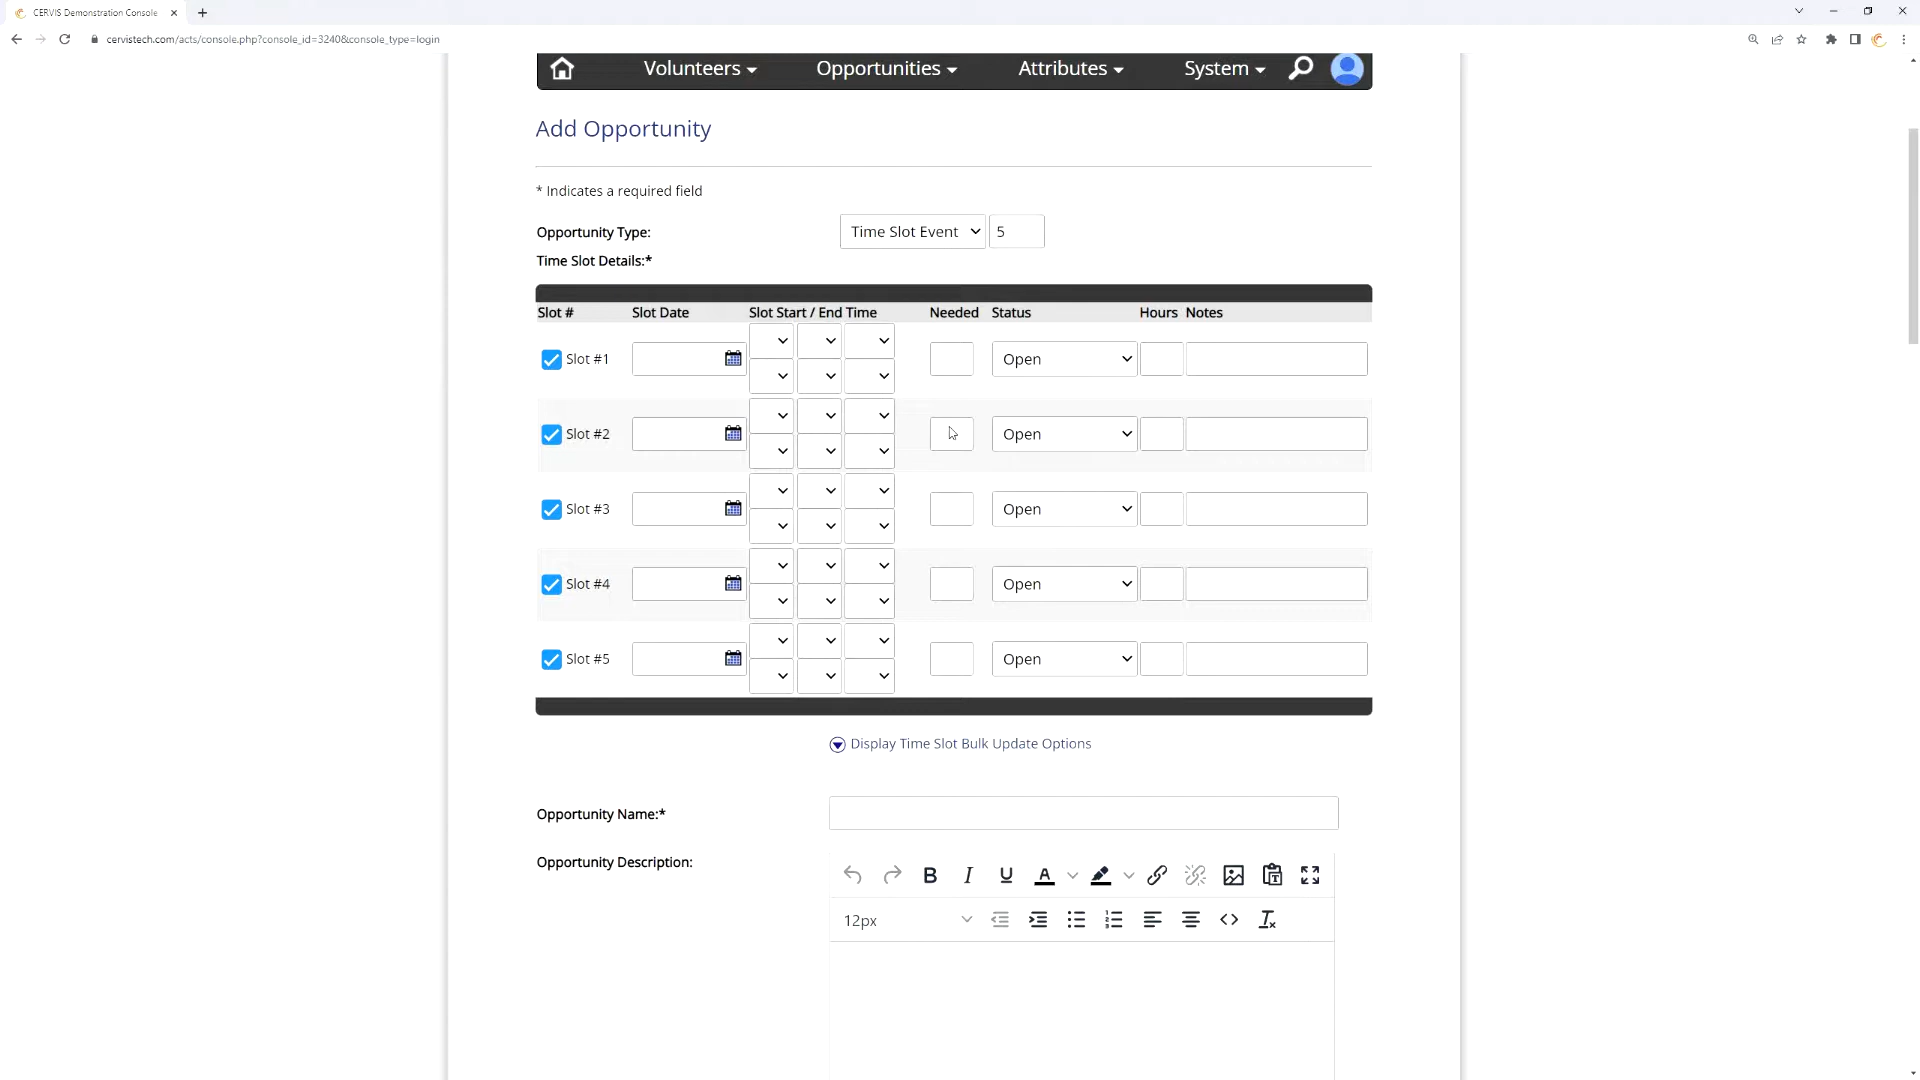 CERVIS Demonstration Console
cervistech.com/acts/console.php?console_id=3240&console_type=login
Volunteers Opportunities Attributes System
Add Opportunity
* Indicates a required field
Opportunity Type: Time Slot Event 5
Time Slot Details:*
Slot # Slot Date Slot Start / End Time Needed Status Hours Notes
Slot #1 Open
Slot #2 Open
Slot #3 Open
Slot #4 Open
Slot #5 Open
Display Time Slot Bulk Update Options
Opportunity Name:*
Opportunity Description:
12px